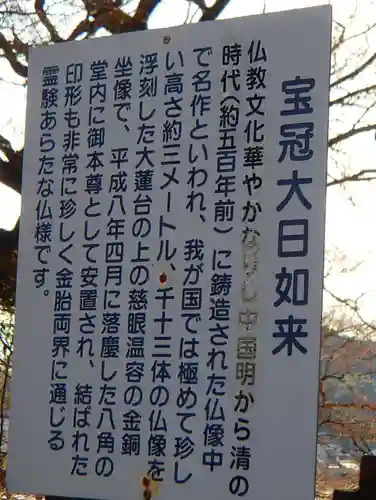 宝冠大日如来
仏教文化華やかなりし中国明から清の
時代（約五百年前）に鋳造された仏像中
で名作といわれ、我が国では極めて珍し
い高さ約三メートル、千十三体の仏像を
浮刻した大蓮台の上の慈眼温容の金銅
坐像で、平成八年四月に落慶した八角の
堂内に御本尊として安置され、結ばれた
印形も非常に珍しく金胎両界に通じる
霊験あらたな仏様です。